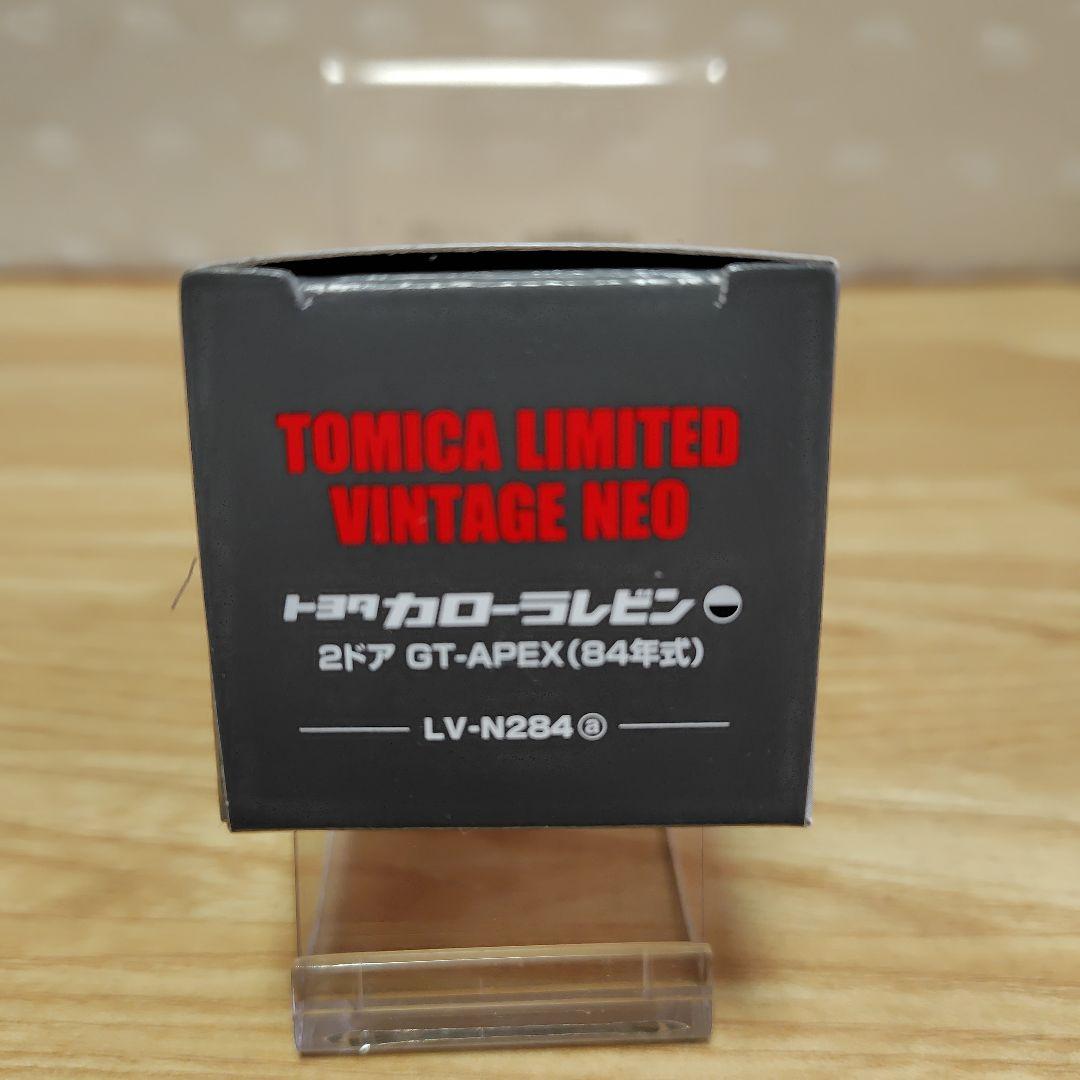 TOMICA LIMITED
VINTAGE NEO
トヨタ カローラレビン
2ドア GT-APEX(84年式)
LV-N284ⓐ